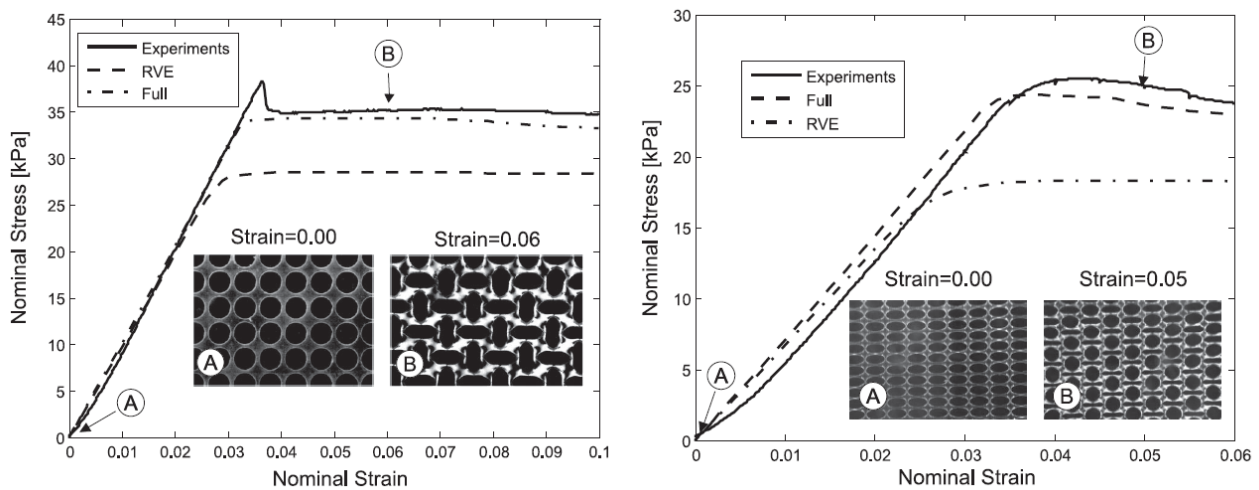 45
40
35
30
25
20
15
10
5
0
Nominal Stress [kPa]
Experiments
RVE
Full
B
A
Strain=0.00
Strain=0.06
A
B
0
0.01
0.02
0.03
0.04
0.05
0.06
0.07
0.08
0.09
0.1
Nominal Strain
30
25
20
15
10
5
0
Nominal Stress [kPa]
Experiments
Full
RVE
B
A
Strain=0.00
Strain=0.05
A
B
0
0.01
0.02
0.03
0.04
0.05
0.06
Nominal Strain